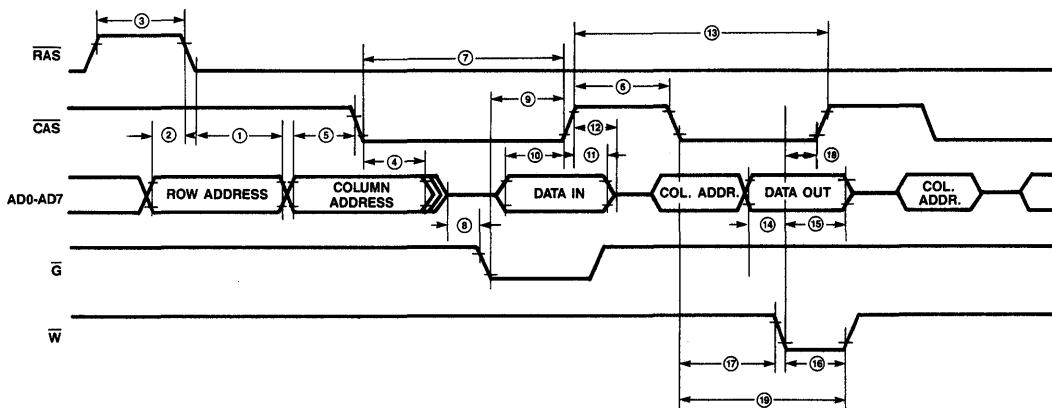 ③
⑬
RAS
⑦
⑨
⑥
CAS
② ① ⑤ ⑫
④ ⑩ ⑪ ⑱
AD0-AD7
ROW ADDRESS
COLUMN
ADDRESS
DATA IN
COL. ADDR.
DATA OUT
COL.
ADDR.
⑧ ⑭ ⑮
G
W
⑰ ⑯
⑲